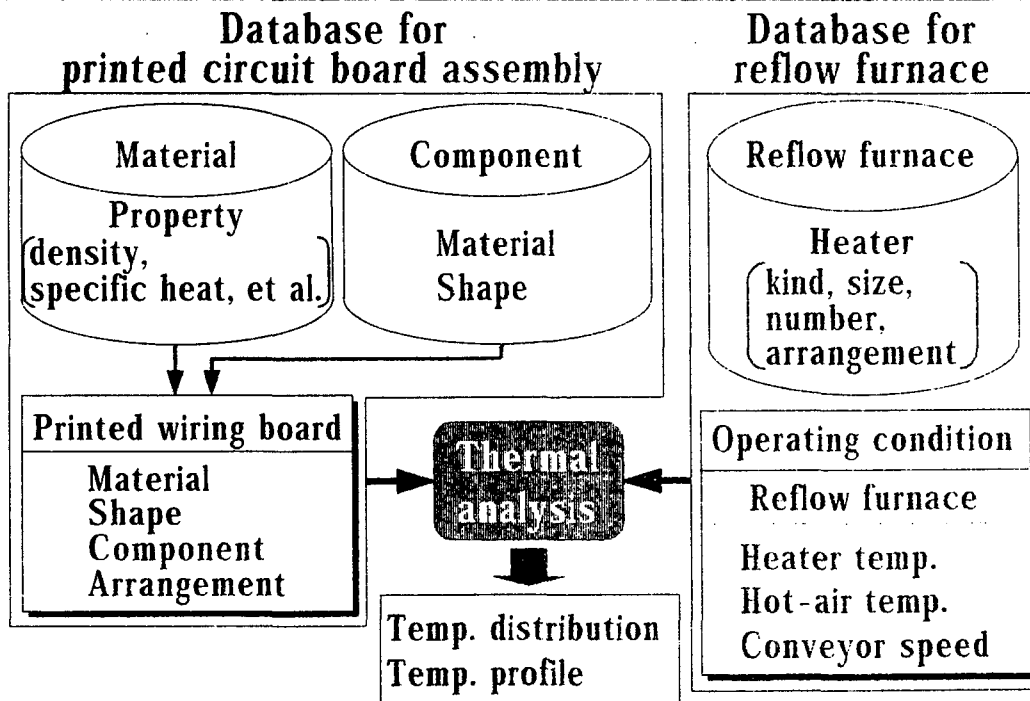 Database for
printed circuit board assembly
Material
Property
density,
specific heat, et al.
Component
Material
Shape
Printed wiring board
Material
Shape
Component
Arrangement
Thermal
analysis
Temp. distribution
Temp. profile
Database for
reflow furnace
Reflow furnace
Heater
kind, size,
number,
arrangement
Operating condition
Reflow furnace
Heater temp.
Hot-air temp.
Conveyor speed